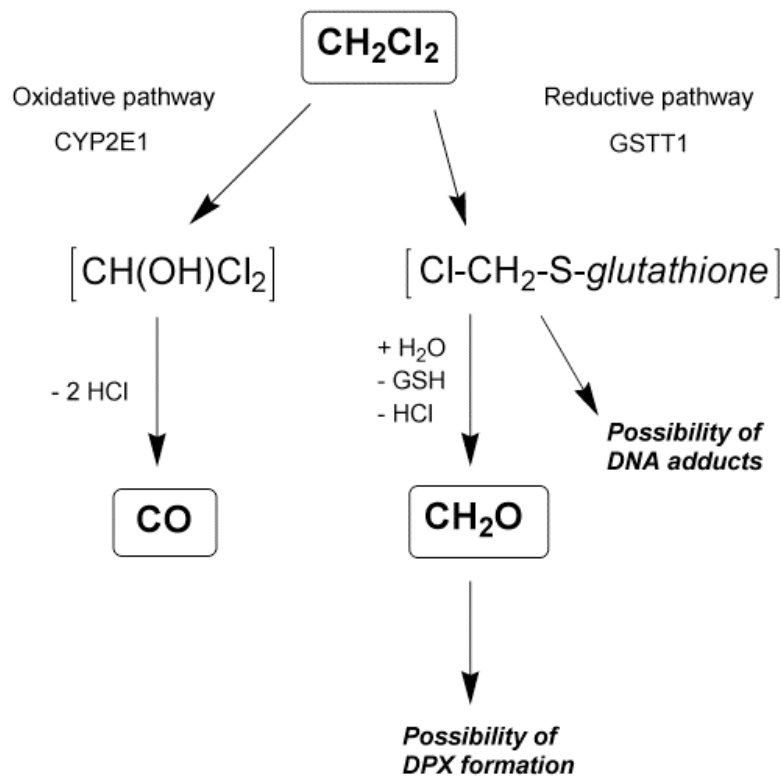 CH₂Cl₂
Oxidative pathway
CYP2E1
Reductive pathway
GSTT1
[CH(OH)Cl₂]
[Cl-CH₂-S-glutathione]
- 2 HCl
+ H₂O
- GSH
- HCl
Possibility of
DNA adducts
CO
CH₂O
Possibility of
DPX formation